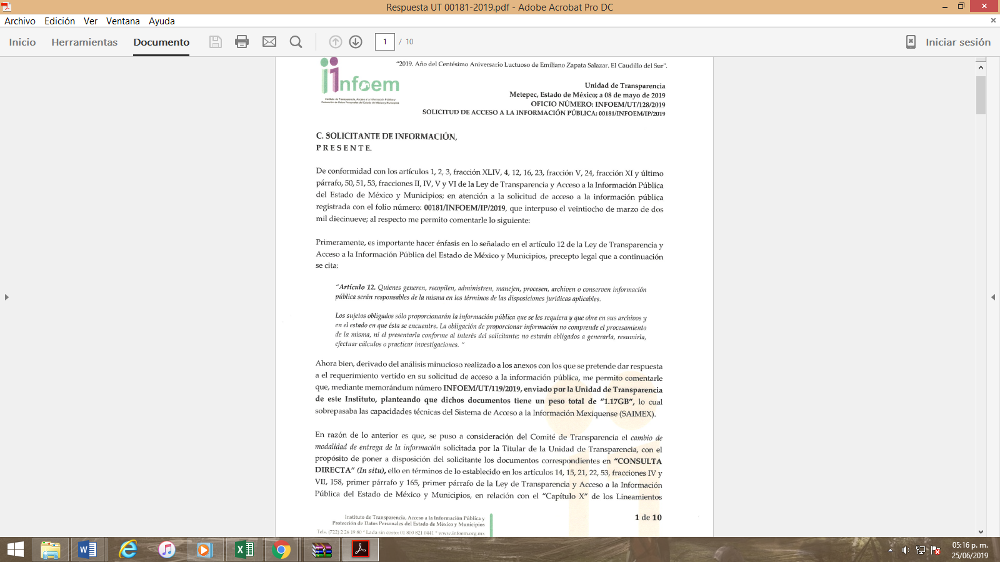 Respuesta UT 00181-2019.pdf - Adobe Acrobat Pro DC
Archivo Edición Ver Ventana Ayuda
Inicio Herramientas Documento 1 / 10 Iniciar sesión
"2019. Año del Centésimo Aniversario Luctuoso de Emiliano Zapata Salazar. El Caudillo del Sur".
infoem
Instituto de Transparencia, Acceso a la Información Pública y
Protección de Datos Personales del Estado de México y Municipios
Unidad de Transparencia
Metepec, Estado de México; a 08 de mayo de 2019
OFICIO NÚMERO: INFOEM/UT/128/2019
SOLICITUD DE ACCESO A LA INFORMACIÓN PÚBLICA: 00181/INFOEM/IP/2019
C. SOLICITANTE DE INFORMACIÓN,
P R E S E N T E.
De conformidad con los artículos 1, 2, 3, fracción XLIV, 4, 12, 16, 23, fracción V, 24, fracción XI y último
párrafo, 50, 51, 53, fracciones II, IV, V y VI de la Ley de Transparencia y Acceso a la Información Pública
del Estado de México y Municipios; en atención a la solicitud de acceso a la información pública
registrada con el folio número: 00181/INFOEM/IP/2019, que interpuso el veintiocho de marzo de dos
mil diecinueve; al respecto me permito comentarle lo siguiente:
Primeramente, es importante hacer énfasis en lo señalado en el artículo 12 de la Ley de Transparencia y
Acceso a la Información Pública del Estado de México y Municipios, precepto legal que a continuación
se cita:
"Artículo 12. Quienes generen, recopilen, administren, manejen, procesen, archiven o conserven información
pública serán responsables de la misma en los términos de las disposiciones jurídicas aplicables.
Los sujetos obligados sólo proporcionarán la información pública que se les requiera y que obre en sus archivos y
en el estado en que ésta se encuentre. La obligación de proporcionar información no comprende el procesamiento
de la misma, ni el presentarla conforme al interés del solicitante; no estarán obligados a generarla, resumirla,
efectuar cálculos o practicar investigaciones. "
Ahora bien, derivado del análisis minucioso realizado a los anexos con los que se pretende dar respuesta
a el requerimiento vertido en su solicitud de acceso a la información pública, me permito comentarle
que, mediante memorándum número INFOEM/UT/119/2019, enviado por la Unidad de Transparencia
de este Instituto, planteando que dichos documentos tiene un peso total de "1.17GB", lo cual
sobrepasaba las capacidades técnicas del Sistema de Acceso a la Información Mexiquense (SAIMEX).
En razón de lo anterior es que, se puso a consideración del Comité de Transparencia el cambio de
modalidad de entrega de la información solicitada por la Titular de la Unidad de Transparencia, con el
propósito de poner a disposición del solicitante los documentos correspondientes en "CONSULTA
DIRECTA" (In situ), ello en términos de lo establecido en los artículos 14, 15, 21, 22, 53, fracciones IV y
VII, 158, primer párrafo y 165, primer párrafo de la Ley de Transparencia y Acceso a la Información
Pública del Estado de México y Municipios, en relación con el "Capítulo X" de los Lineamientos
Instituto de Transparencia, Acceso a la Información Pública y
Protección de Datos Personales del Estado de México y Municipios
Tels. (722) 2 26 19 80 * Lada sin costo: 01 800 821 0441 * www.infoem.org.mx
1 de 10
05:16 p. m.
25/06/2019